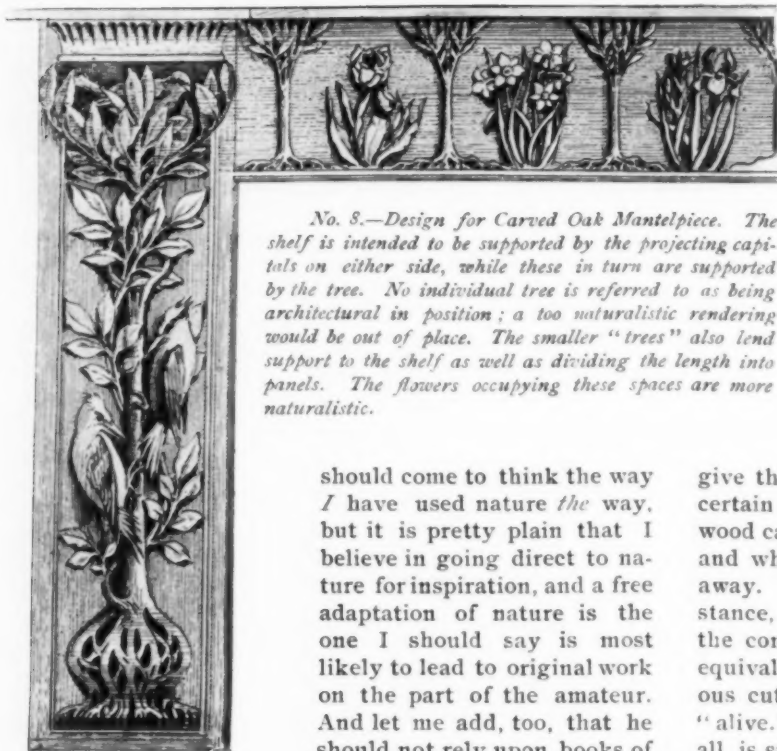 No. 8.—Design for Carved Oak Mantelpiece. The
shelf is intended to be supported by the projecting capi-
tals on either side, while these in turn are supported
by the tree. No individual tree is referred to as being
architectural in position; a too naturalistic rendering
would be out of place. The smaller “trees” also lend
support to the shelf as well as dividing the length into
panels. The flowers occupying these spaces are more
naturalistic.
should come to think the way
I have used nature the way,
but it is pretty plain that I
believe in going direct to na-
ture for inspiration, and a free
adaptation of nature is the
one I should say is most
likely to lead to original work
on the part of the amateur.
And let me add, too, that he
should not rely upon books of
give th
certain
wood ca
and wh
away.
stance,
the con
equival
ous cut
“alive.
all is